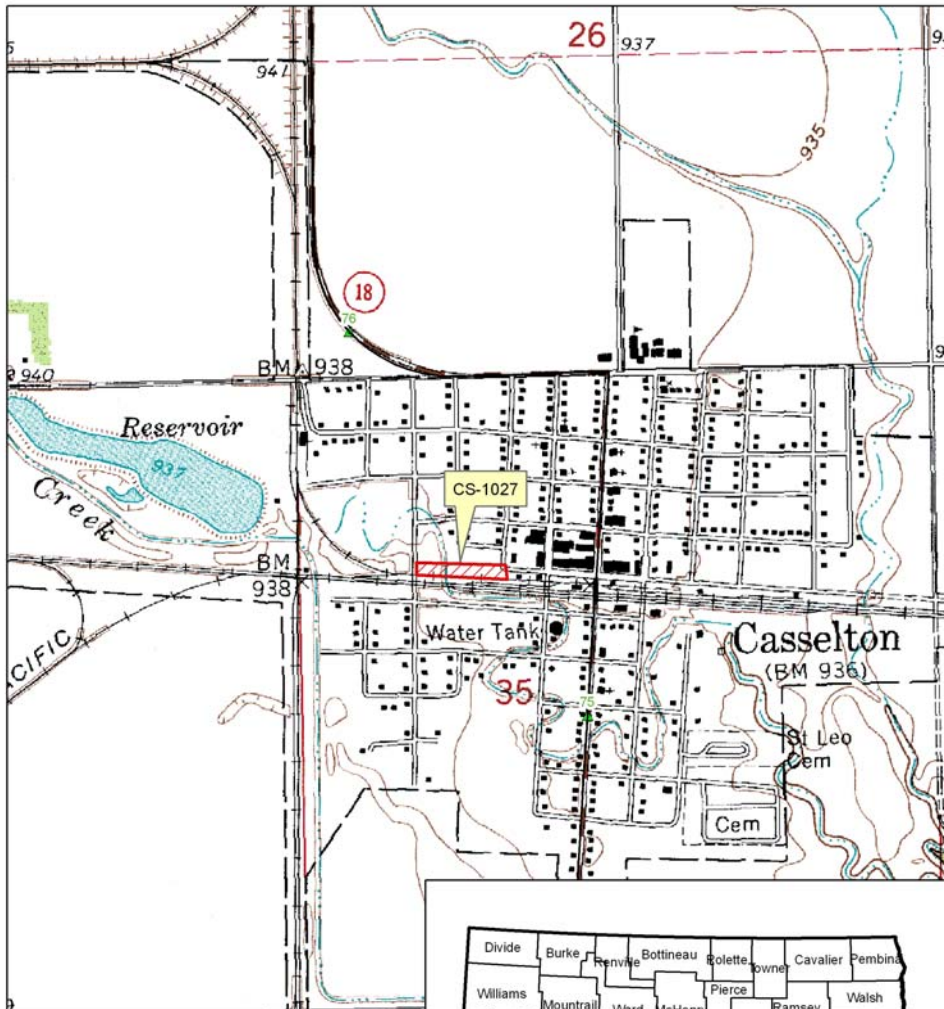 26
937
941
935
18
76
BM 938
940
Reservoir
937
Creek
CS-1027
BM
938
CIFIC
Water Tank
Casselton
(BM 936)
35
75
St Leo
Cem
Cem
Divide
Burke
Renville
Bottineau
Rolette
Towner
Cavalier
Pembina
Pierce
Williams
Mountrail
Ward
McHenry
Ramsey
Walsh